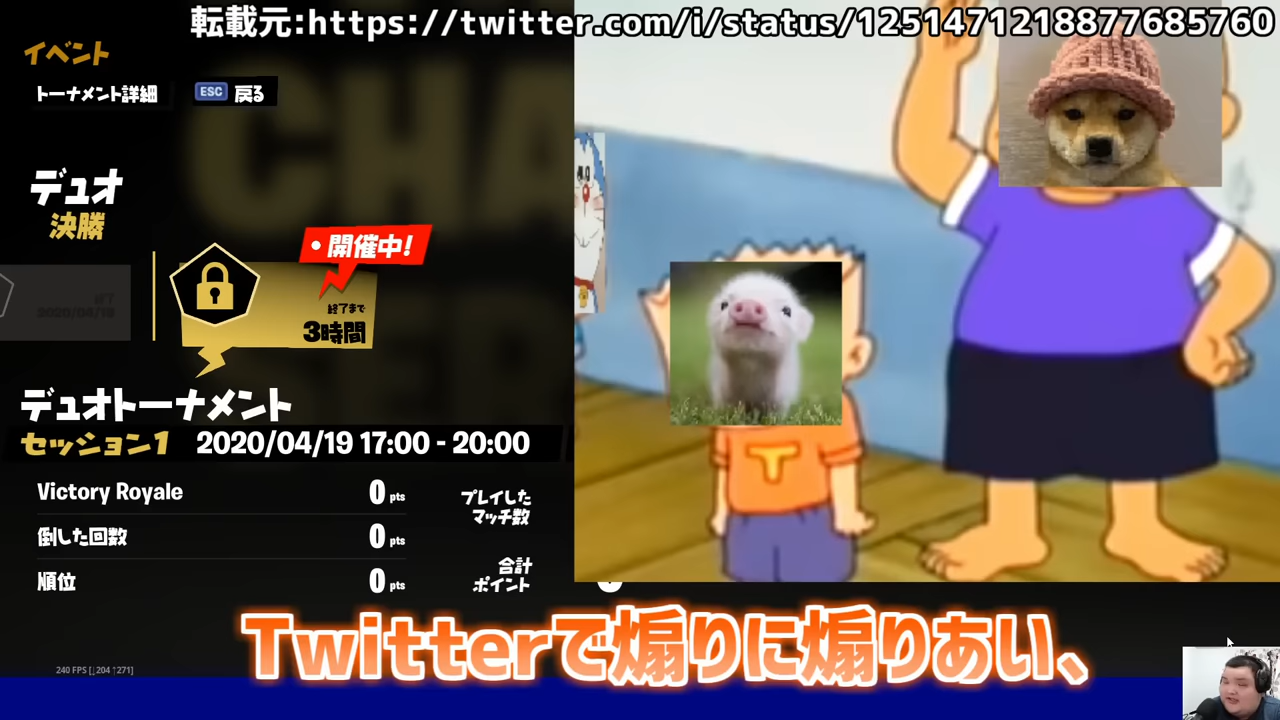 転載元:https://twitter.com/i/status/1251471218877685760
イベント
トーナメント詳細
ESC 戻る
デュオ
決勝
開催中!
終了まで
3時間
2020/04/19
デュオトーナメント
セッション1 2020/04/19 17:00 - 20:00
Victory Royale 0 pts
プレイした
マッチ数
倒した回数 0 pts
順位 0 pts
合計
ポイント
T
Twitterで煽りに煽りあい、
240 FPS [↓204 ↑271]